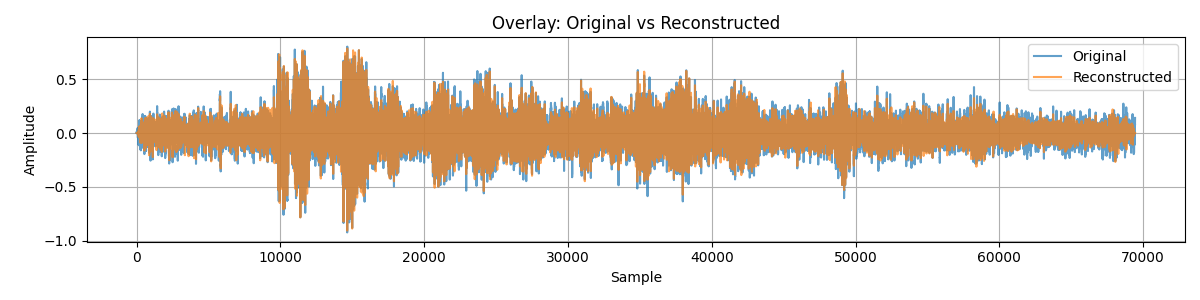 Overlay: Original vs Reconstructed
Original
Reconstructed
Amplitude
0.5
0.0
−0.5
−1.0
0 10000 20000 30000 40000 50000 60000 70000
Sample